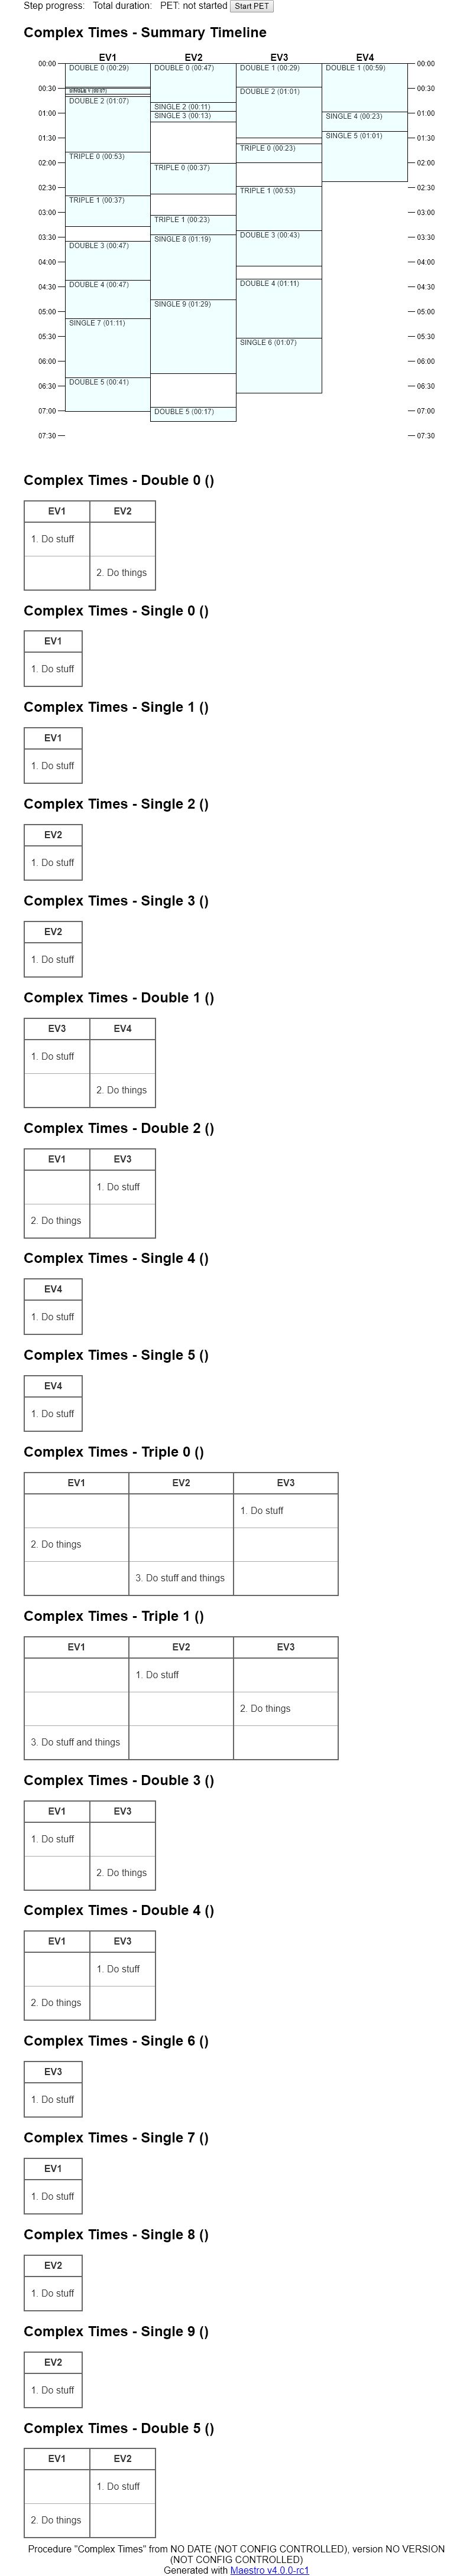 Step progress: Total duration: PET: not started Start PET
Complex Times - Summary Timeline
EV1 EV2 EV3 EV4
00:00 DOUBLE 0 (00:29) DOUBLE 0 (00:47) DOUBLE 1 (00:29) DOUBLE 1 (00:59) 00:00
00:30 DOUBLE 2 (01:01) 00:30
DOUBLE 2 (01:07)
SINGLE 2 (00:11)
01:00 SINGLE 3 (00:13) SINGLE 4 (00:23) 01:00
01:30 SINGLE 5 (01:01) 01:30
TRIPLE 0 (00:23)
TRIPLE 0 (00:53)
02:00 TRIPLE 0 (00:37) 02:00
02:30 TRIPLE 1 (00:53) 02:30
TRIPLE 1 (00:37)
03:00 TRIPLE 1 (00:23) 03:00
03:30 SINGLE 8 (01:19) DOUBLE 3 (00:43) 03:30
DOUBLE 3 (00:47)
04:00 04:00
04:30 DOUBLE 4 (00:47) DOUBLE 4 (01:11) 04:30
SINGLE 9 (01:29)
05:00 SINGLE 7 (01:11) 05:00
05:30 SINGLE 6 (01:07) 05:30
06:00 06:00
06:30 DOUBLE 5 (00:41) 06:30
07:00 DOUBLE 5 (00:17) 07:00
07:30 07:30
Complex Times - Double 0 ()
EV1 EV2
1. Do stuff
2. Do things
Complex Times - Single 0 ()
EV1
1. Do stuff
Complex Times - Single 1 ()
EV1
1. Do stuff
Complex Times - Single 2 ()
EV2
1. Do stuff
Complex Times - Single 3 ()
EV2
1. Do stuff
Complex Times - Double 1 ()
EV3 EV4
1. Do stuff
2. Do things
Complex Times - Double 2 ()
EV1 EV3
1. Do stuff
2. Do things
Complex Times - Single 4 ()
EV4
1. Do stuff
Complex Times - Single 5 ()
EV4
1. Do stuff
Complex Times - Triple 0 ()
EV1 EV2 EV3
1. Do stuff
2. Do things
3. Do stuff and things
Complex Times - Triple 1 ()
EV1 EV2 EV3
1. Do stuff
2. Do things
3. Do stuff and things
Complex Times - Double 3 ()
EV1 EV3
1. Do stuff
2. Do things
Complex Times - Double 4 ()
EV1 EV3
1. Do stuff
2. Do things
Complex Times - Single 6 ()
EV3
1. Do stuff
Complex Times - Single 7 ()
EV1
1. Do stuff
Complex Times - Single 8 ()
EV2
1. Do stuff
Complex Times - Single 9 ()
EV2
1. Do stuff
Complex Times - Double 5 ()
EV1 EV2
1. Do stuff
2. Do things
Procedure "Complex Times" from NO DATE (NOT CONFIG CONTROLLED), version NO VERSION
(NOT CONFIG CONTROLLED)
Generated with Maestro v4.0.0-rc1